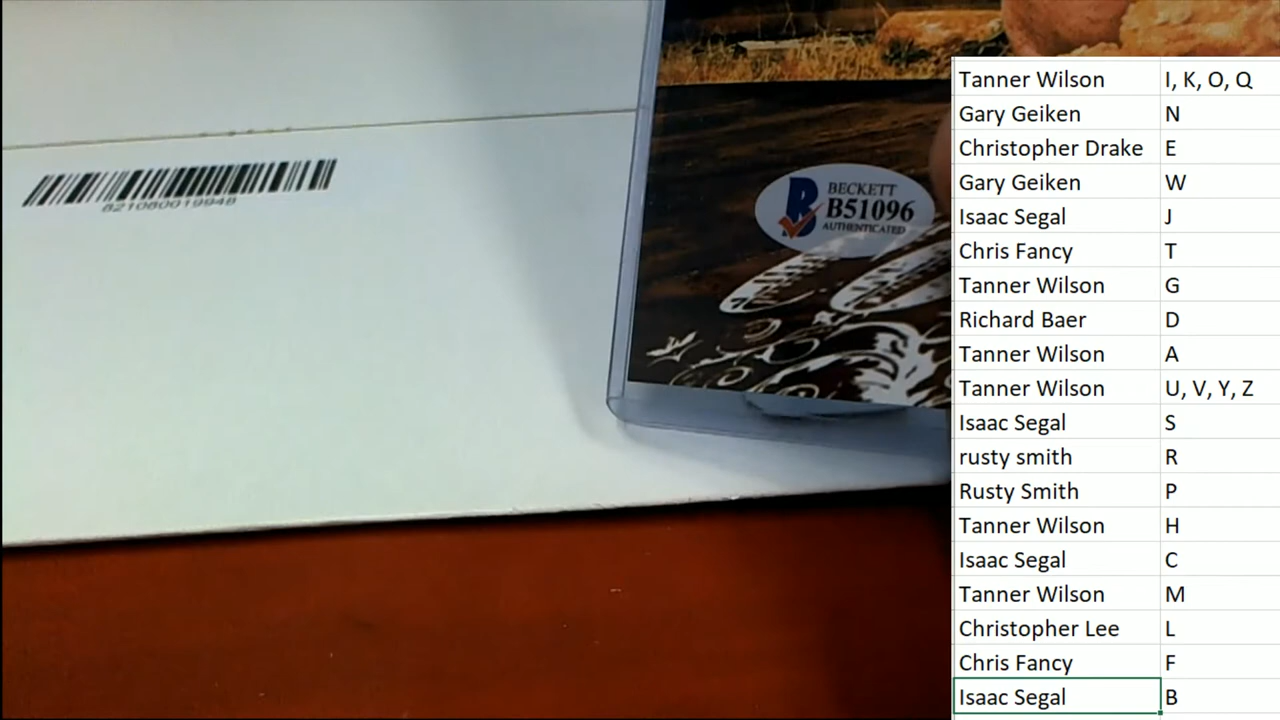 821080019948
BECKETT
B51096
AUTHENTICATED
Tanner Wilson I, K, O, Q
Gary Geiken N
Christopher Drake E
Gary Geiken W
Isaac Segal J
Chris Fancy T
Tanner Wilson G
Richard Baer D
Tanner Wilson A
Tanner Wilson U, V, Y, Z
Isaac Segal S
rusty smith R
Rusty Smith P
Tanner Wilson H
Isaac Segal C
Tanner Wilson M
Christopher Lee L
Chris Fancy F
Isaac Segal B